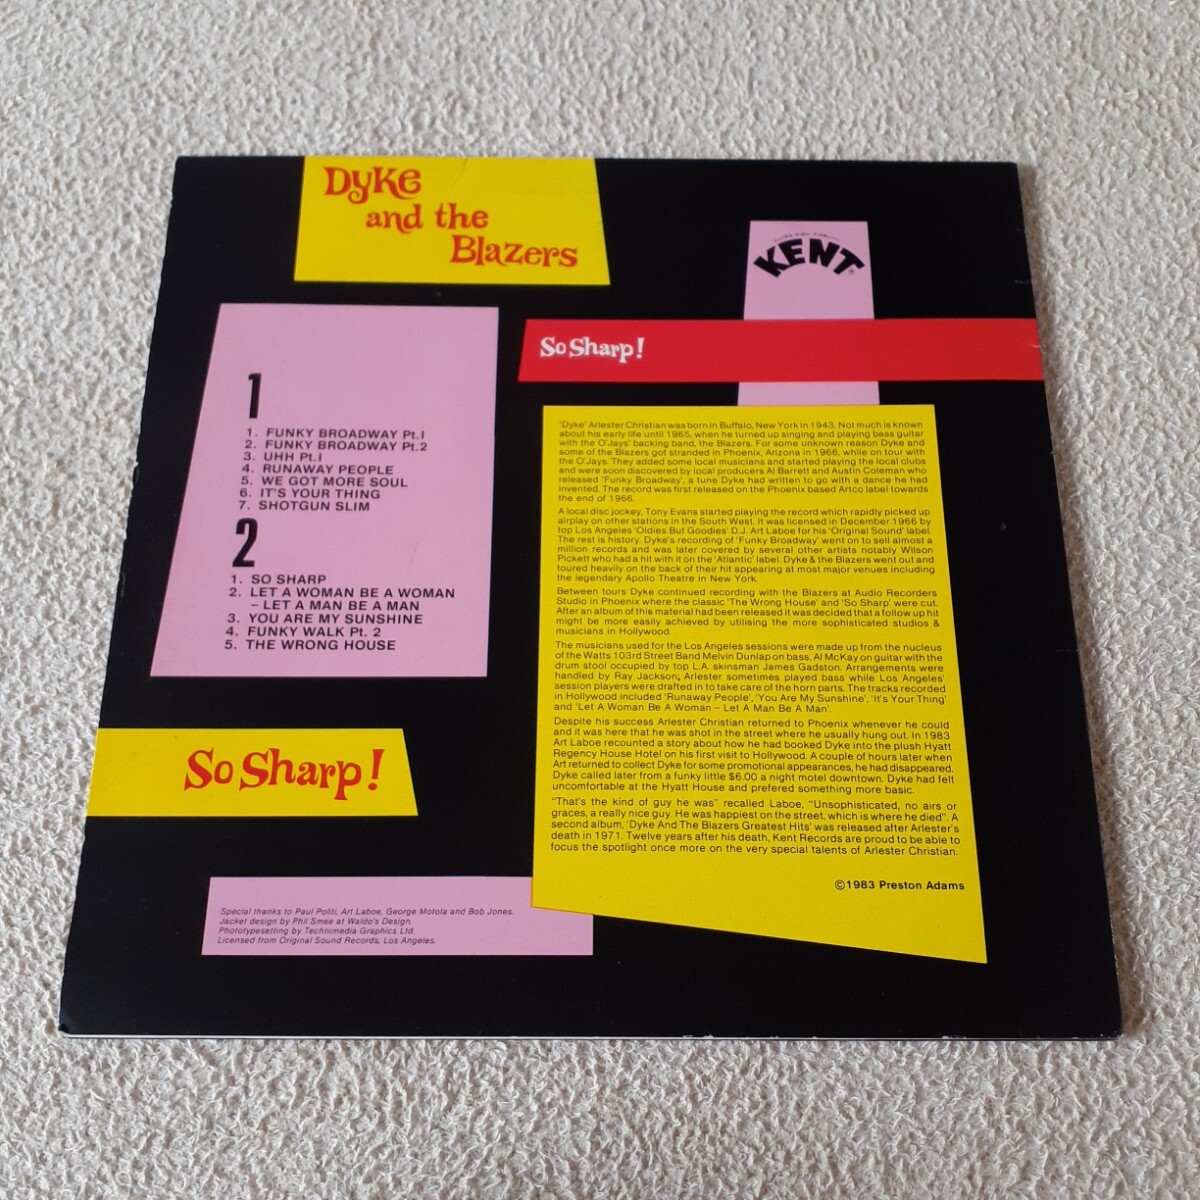 Dyke
and the
Blazers
KENT
So Sharp!
1
1. FUNKY BROADWAY Pt.1
2. FUNKY BROADWAY Pt.2
3. UHH Pt.1
4. RUNAWAY PEOPLE
5. WE GOT MORE SOUL
6. IT'S YOUR THING
7. SHOTGUN SLIM
2
1. SO SHARP
2. LET A WOMAN BE A WOMAN
– LET A MAN BE A MAN
3. YOU ARE MY SUNSHINE
4. FUNKY WALK Pt. 2
5. THE WRONG HOUSE
So Sharp!
Special thanks to Paul Politi, Art Laboe, George Motola and Bob Jones.
Jacket design by Phil Smee at Waldo's Design.
Phototypesetting by Technimedia Graphics Ltd.
Licensed from Original Sound Records, Los Angeles.
'Dyke' Arlester Christian was born in Buffalo, New York in 1943. Not much is known
about his early life until 1965, when he turned up singing and playing bass guitar
with the O'Jays' backing band, the Blazers. For some unknown reason Dyke and
some of the Blazers got stranded in Phoenix, Arizona in 1966, while on tour with
the O'Jays. They added some local musicians and started playing the local clubs
and were soon discovered by local producers Al Barrett and Austin Coleman who
released 'Funky Broadway', a tune Dyke had written to go with a dance he had
invented. The record was first released on the Phoenix based Artco label towards
the end of 1966.
A local disc jockey, Tony Evans started playing the record which rapidly picked up
airplay on other stations in the South West. It was licensed in December 1966 by
top Los Angeles 'Oldies But Goodies' D.J. Art Laboe for his 'Original Sound' label.
The rest is history. Dyke's recording of 'Funky Broadway' went on to sell almost a
million records and was later covered by several other artists notably Wilson
Pickett who had a hit with it on the 'Atlantic' label. Dyke & the Blazers went out and
toured heavily on the back of their hit appearing at most major venues including
the legendary Apollo Theatre in New York.
Between tours Dyke continued recording with the Blazers at Audio Recorders
Studio in Phoenix where the classic 'The Wrong House' and 'So Sharp' were cut.
After an album of this material had been released it was decided that a follow up hit
might be more easily achieved by utilising the more sophisticated studios &
musicians in Hollywood.
The musicians used for the Los Angeles sessions were made up from the nucleus
of the Watts 103rd Street Band Melvin Dunlap on bass, Al McKay on guitar with the
drum stool occupied by top L.A. skinsman James Gadston. Arrangements were
handled by Ray Jackson; Arlester sometimes played bass while Los Angeles'
session players were drafted in to take care of the horn parts. The tracks recorded
in Hollywood included 'Runaway People', 'You Are My Sunshine', 'It's Your Thing'
and 'Let A Woman Be A Woman – Let A Man Be A Man'.
Despite his success Arlester Christian returned to Phoenix whenever he could
and it was here that he was shot in the street where he usually hung out. In 1983
Art Laboe recounted a story about how he had booked Dyke into the plush Hyatt
Regency House Hotel on his first visit to Hollywood. A couple of hours later when
Art returned to collect Dyke for some promotional appearances, he had disappeared.
Dyke called later from a funky little $6.00 a night motel downtown. Dyke had felt
uncomfortable at the Hyatt House and prefered something more basic.
"That's the kind of guy he was" recalled Laboe, "Unsophisticated, no airs or
graces, a really nice guy. He was happiest on the street, which is where he died". A
second album, 'Dyke And The Blazers Greatest Hits' was released after Arlester's
death in 1971. Twelve years after his death, Kent Records are proud to be able to
focus the spotlight once more on the very special talents of Arlester Christian.
©1983 Preston Adams